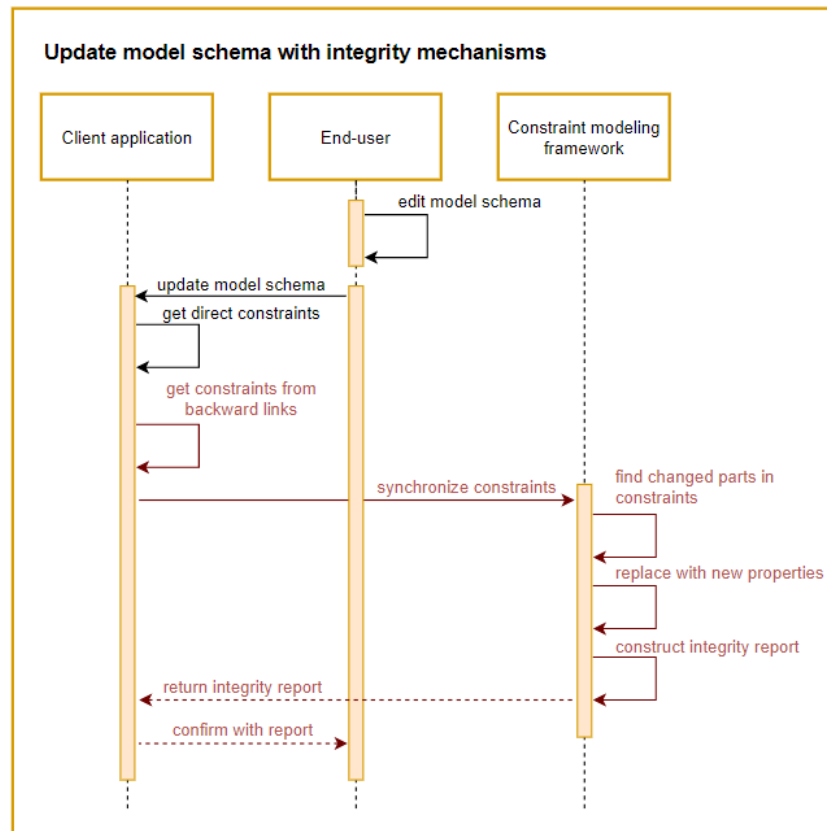 Update model schema with integrity mechanisms
Client application
End-user
Constraint modeling
framework
edit model schema
update model schema
get direct constraints
get constraints from
backward links
synchronize constraints
find changed parts in
constraints
replace with new properties
construct integrity report
return integrity report
confirm with report